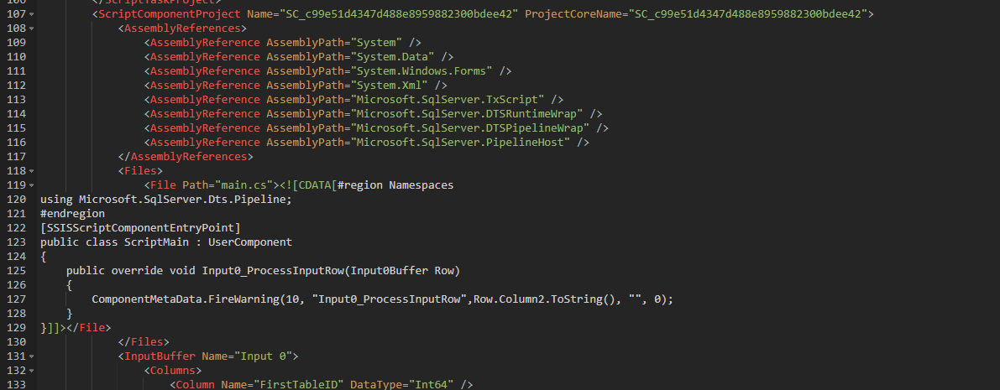 106 </ScriptTaskProject>
107 <ScriptComponentProject Name="SC_c99e51d4347d488e8959882300bdee42" ProjectCoreName="SC_c99e51d4347d488e8959882300bdee42">
108 <AssemblyReferences>
109 <AssemblyReference AssemblyPath="System" />
110 <AssemblyReference AssemblyPath="System.Data" />
111 <AssemblyReference AssemblyPath="System.Windows.Forms" />
112 <AssemblyReference AssemblyPath="System.Xml" />
113 <AssemblyReference AssemblyPath="Microsoft.SqlServer.TxScript" />
114 <AssemblyReference AssemblyPath="Microsoft.SqlServer.DTSRuntimeWrap" />
115 <AssemblyReference AssemblyPath="Microsoft.SqlServer.DTSPipelineWrap" />
116 <AssemblyReference AssemblyPath="Microsoft.SqlServer.PipelineHost" />
117 </AssemblyReferences>
118 <Files>
119 <File Path="main.cs"><![CDATA[#region Namespaces
120 using Microsoft.SqlServer.Dts.Pipeline;
121 #endregion
122 [SSISScriptComponentEntryPoint]
123 public class ScriptMain : UserComponent
124 {
125 public override void Input0_ProcessInputRow(Input0Buffer Row)
126 {
127 ComponentMetaData.FireWarning(10, "Input0_ProcessInputRow",Row.Column2.ToString(), "", 0);
128 }
129 }]]></File>
130 </Files>
131 <InputBuffer Name="Input 0">
132 <Columns>
133 <Column Name="FirstTableID" DataType="Int64" />